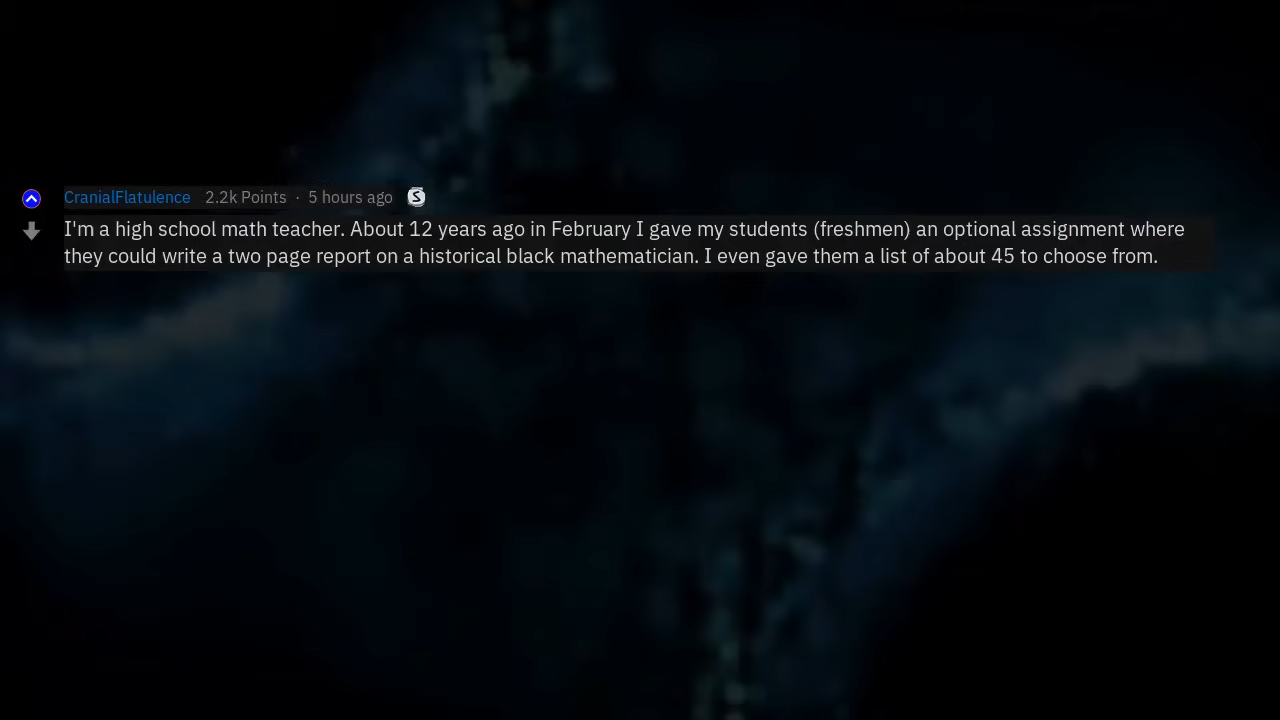 CranialFlatulence 2.2k Points · 5 hours ago S
I'm a high school math teacher. About 12 years ago in February I gave my students (freshmen) an optional assignment where
they could write a two page report on a historical black mathematician. I even gave them a list of about 45 to choose from.